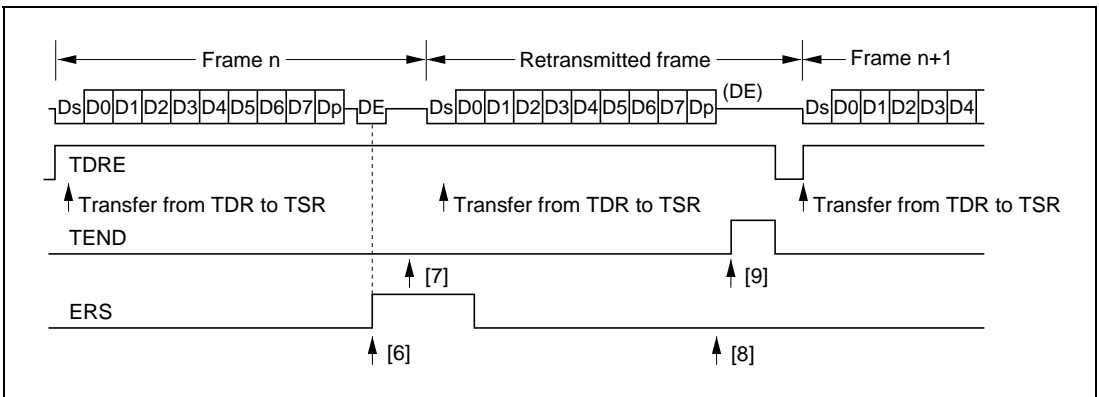 Frame n Retransmitted frame Frame n+1
(DE)
Ds D0 D1 D2 D3 D4 D5 D6 D7 Dp DE Ds D0 D1 D2 D3 D4 D5 D6 D7 Dp Ds D0 D1 D2 D3 D4
TDRE
Transfer from TDR to TSR Transfer from TDR to TSR Transfer from TDR to TSR
TEND
[7] [9]
ERS
[6] [8]